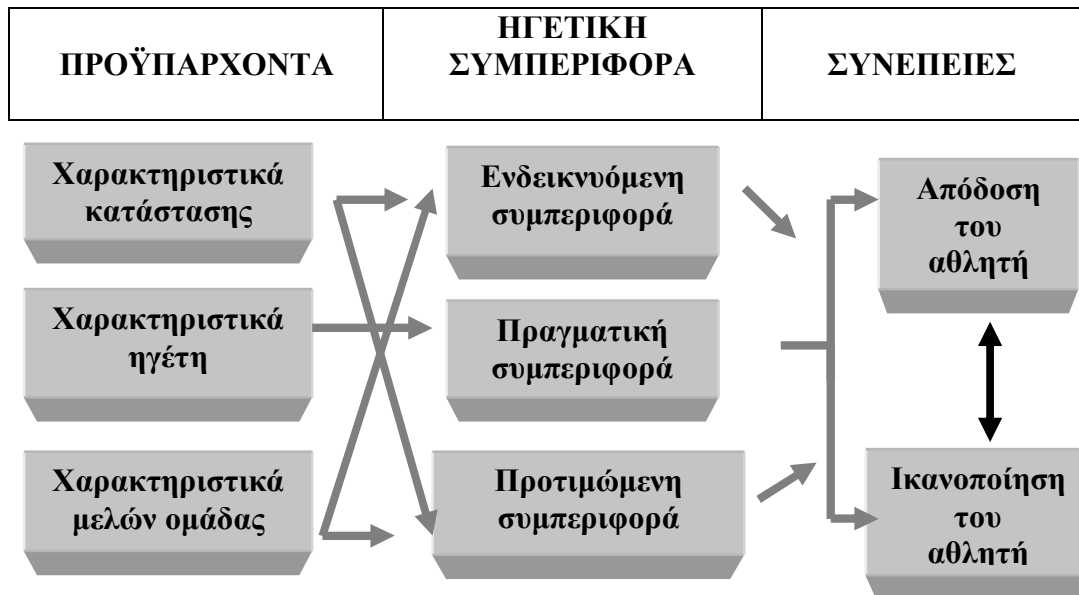 ΠΡΟΫΠΑΡΧΟΝΤΑ
ΗΓΕΤΙΚΗ
ΣΥΜΠΕΡΙΦΟΡΑ
ΣΥΝΕΠΕΙΕΣ
Χαρακτηριστικά
κατάστασης
Ενδεικνυόμενη
συμπεριφορά
Απόδοση
του
αθλητή
Χαρακτηριστικά
ηγέτη
Πραγματική
συμπεριφορά
Χαρακτηριστικά
μελών ομάδας
Προτιμώμενη
συμπεριφορά
Ικανοποίηση
του
αθλητή